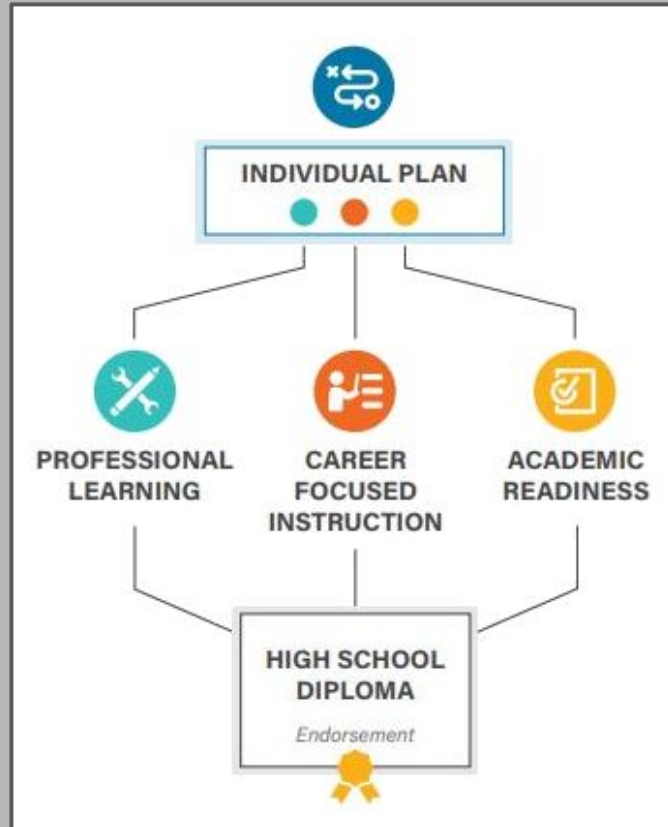 INDIVIDUAL PLAN
PROFESSIONAL
LEARNING
CAREER
FOCUSED
INSTRUCTION
ACADEMIC
READINESS
HIGH SCHOOL
DIPLOMA
Endorsement